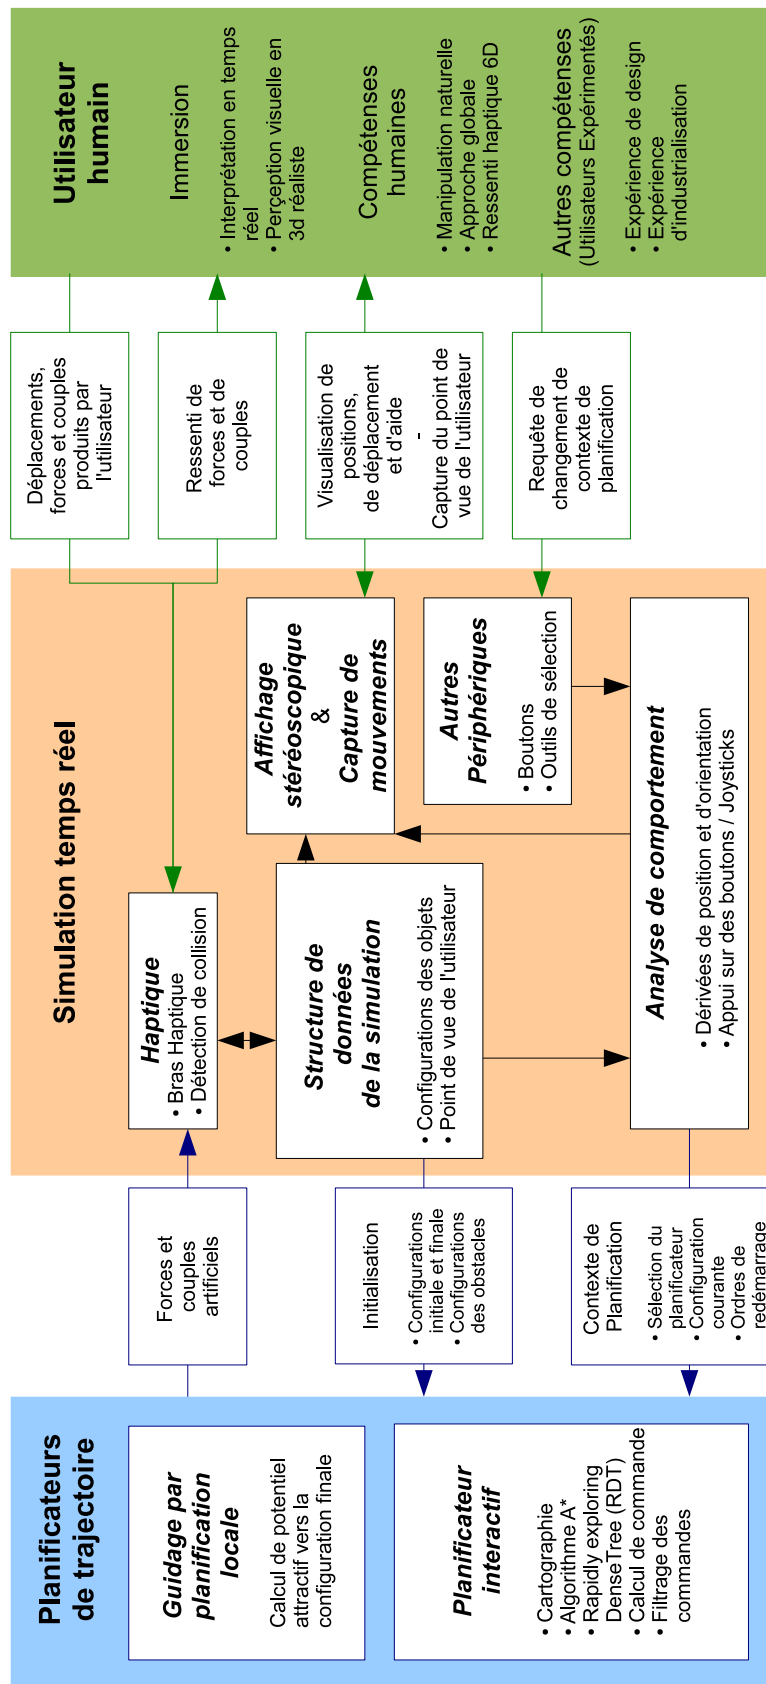 Planificateurs
de trajectoire
Guidage par
planification
locale
Calcul de potentiel
attractif vers la
configuration finale
Planificateur
interactif
• Cartographie
• Algorithme A*
• Rapidly exploring
DenseTree (RDT)
• Calcul de commande
• Filtrage des
commandes
Forces et
couples
artificiels
Initialisation
• Configurations
initiale et finale
• Configurations
des obstacles
Contexte de
Planification
• Sélection du
planificateur
• Configuration
courante
• Ordres de
redémarrage
Simulation temps réel
Haptique
• Bras Haptique
• Détection de collision
Structure de
données
de la simulation
• Configurations des objets
• Point de vue de l'utilisateur
Affichage
stéréoscopique
&
Capture de
mouvements
Autres
Périphériques
• Boutons
• Outils de sélection
Analyse de comportement
• Dérivées de position et d'orientation
• Appui sur des boutons / Joysticks
Déplacements,
forces et couples
produits par
l'utilisateur
Ressenti de
forces et de
couples
Visualisation de
positions,
de déplacement
et d'aide
-
Capture du point de
vue de l'utilisateur
Requête de
changement de
contexte de
planification
Utilisateur
humain
Immersion
• Interprétation en temps
réel
• Perçeption visuelle en
3d réaliste
Compétenses
humaines
• Manipulation naturelle
• Approche globale
• Ressenti haptique 6D
Autres compétenses
(Utilisateurs Expérimentés)
• Expérience de design
• Expérience
d'industrialisation